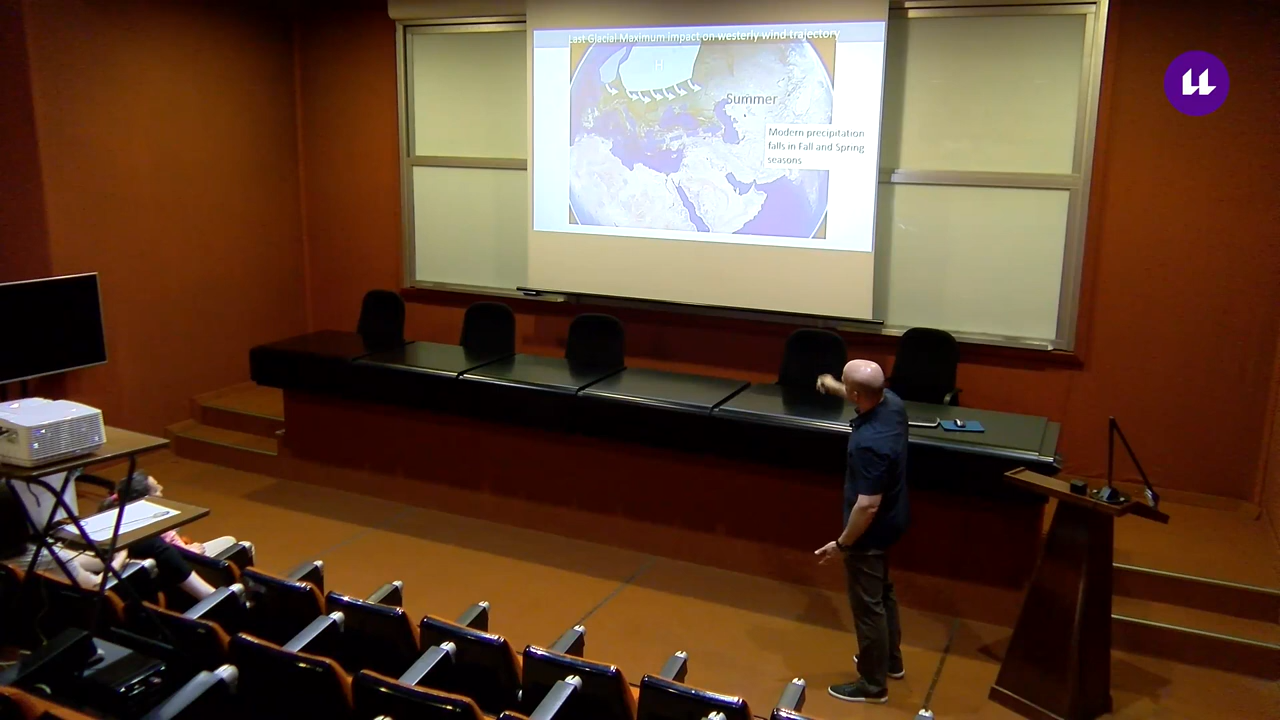 Last Glacial Maximum impact on westerly wind trajectory
H
Summer
Modern precipitation
falls in Fall and Spring
seasons